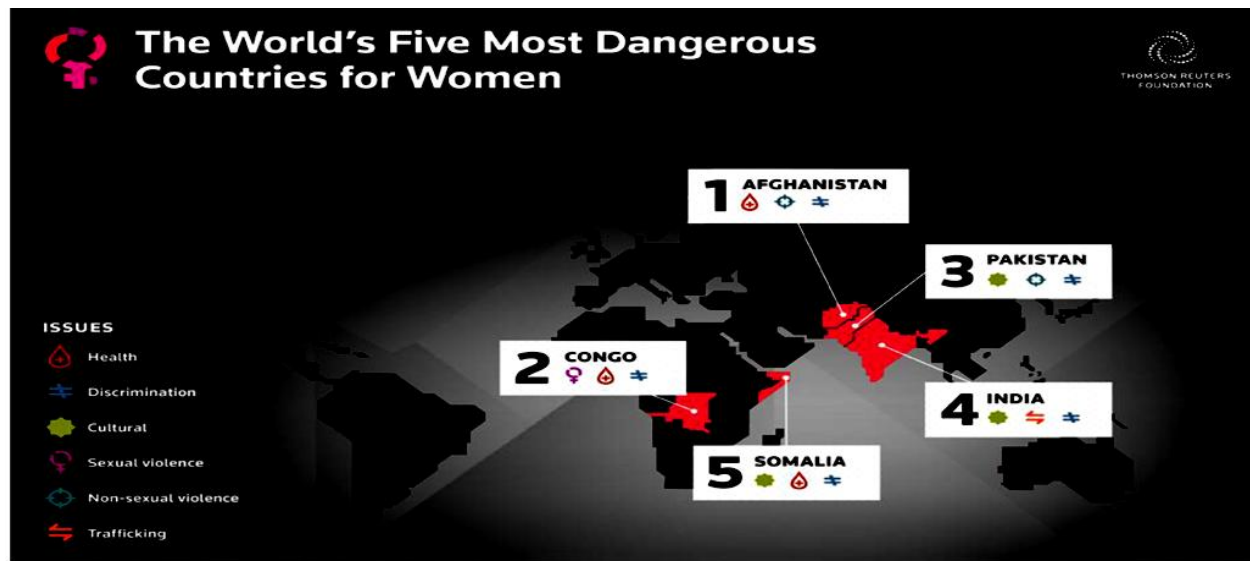 The World's Five Most Dangerous
Countries for Women
THOMSON REUTERS
FOUNDATION
1 AFGHANISTAN
3 PAKISTAN
2 CONGO
4 INDIA
5 SOMALIA
ISSUES
Health
Discrimination
Cultural
Sexual violence
Non-sexual violence
Trafficking